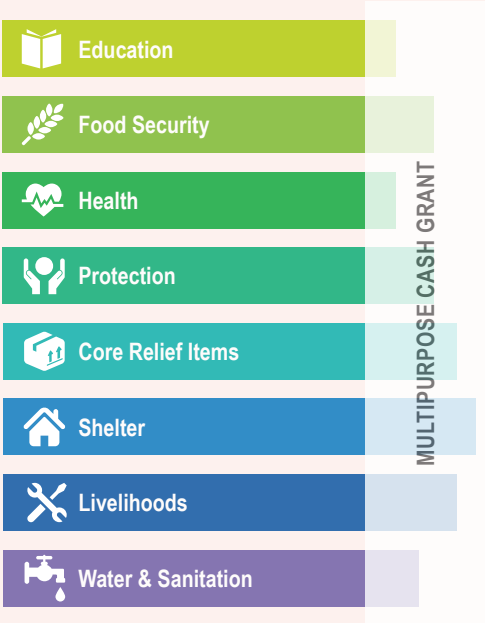 Education
Food Security
Health
Protection
Core Relief Items
Shelter
Livelihoods
Water & Sanitation
MULTIPURPOSE CASH GRANT